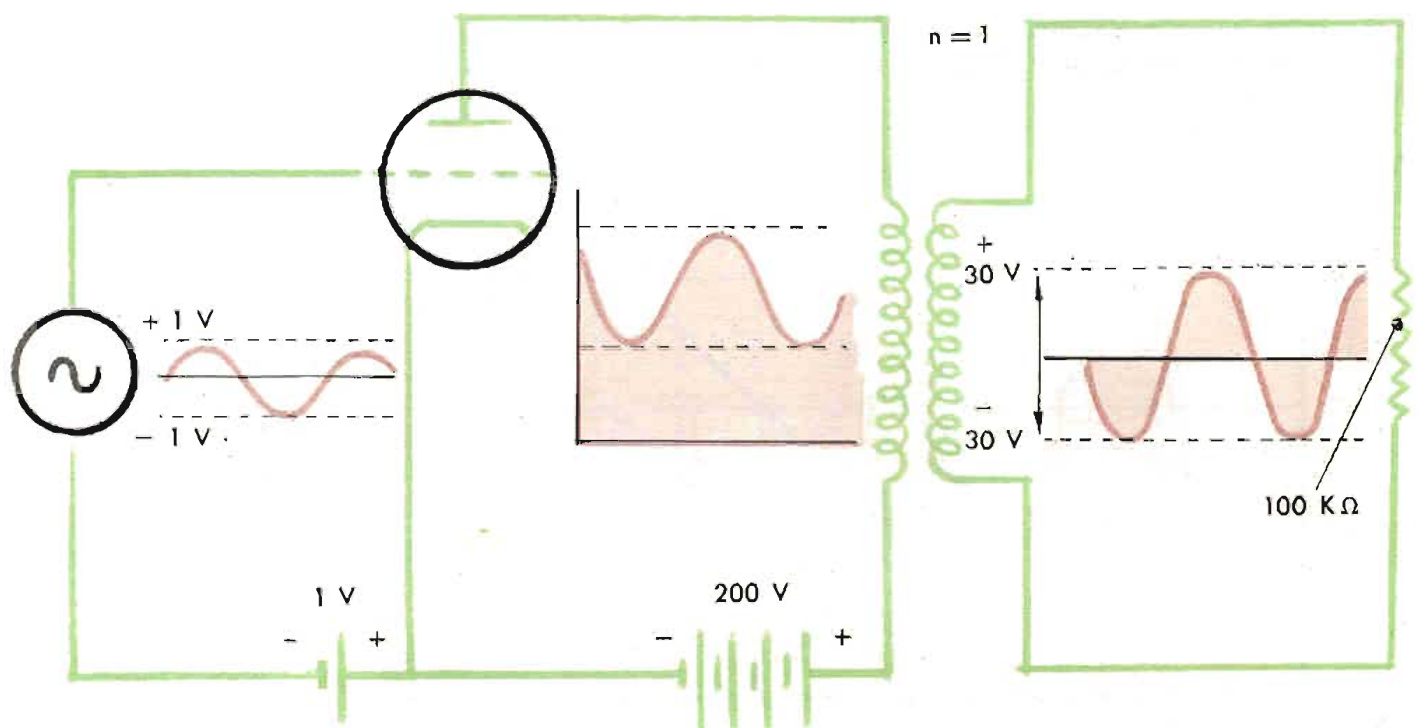 n = 1
+
30 V
+ 1 V
- 1 V
-
30 V
100 KΩ
1 V
- +
200 V
- +